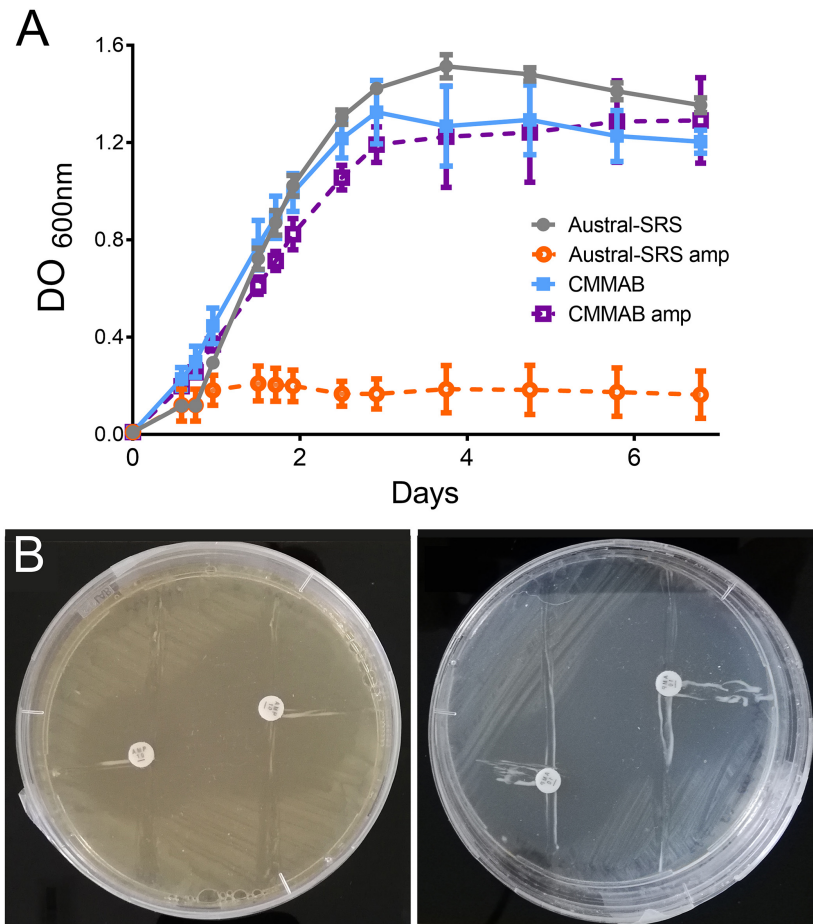 A
DO 600nm
1.6
1.2
0.8
0.4
0.0
0
2
4
6
Days
Austral-SRS
Austral-SRS amp
CMMAB
CMMAB amp
B